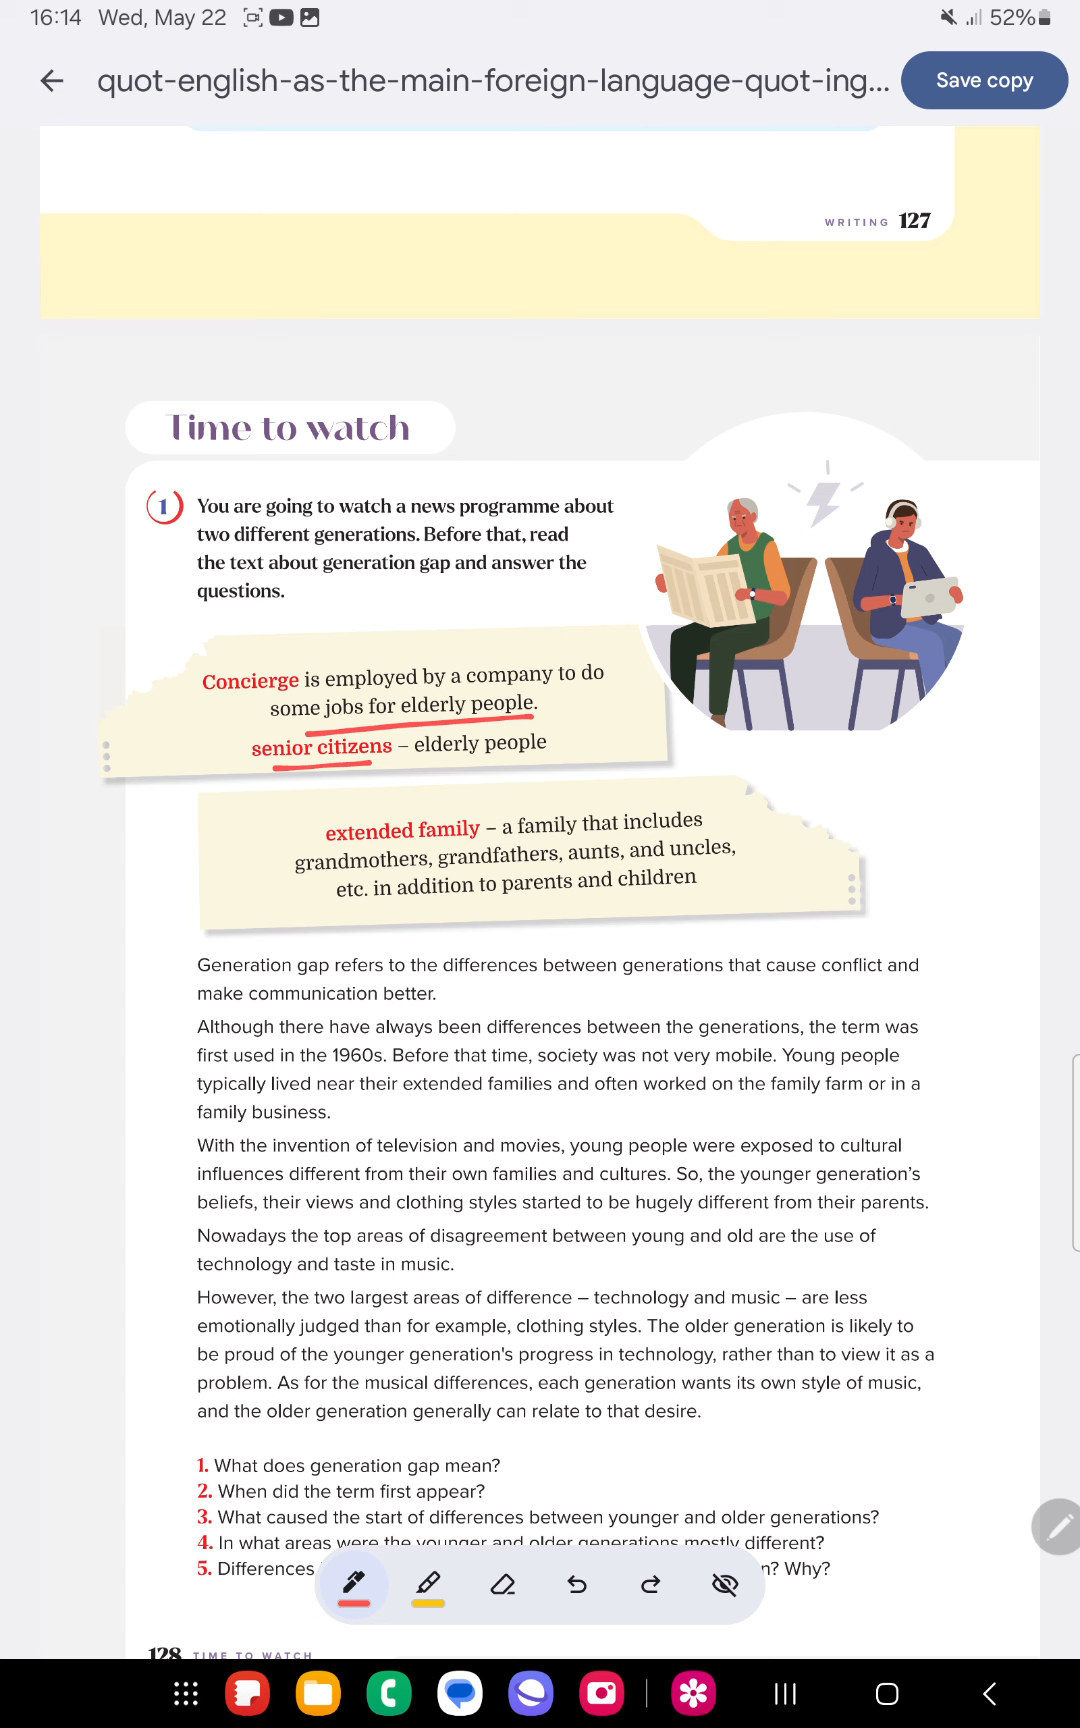 16:14 Wed, May 22
52%
quot-english-as-the-main-foreign-language-quot-ing...
Save copy
WRITING 127
Time to watch
1 You are going to watch a news programme about
two different generations. Before that, read
the text about generation gap and answer the
questions.
Concierge is employed by a company to do
some jobs for elderly people.
senior citizens – elderly people
extended family – a family that includes
grandmothers, grandfathers, aunts, and uncles,
etc. in addition to parents and children
Generation gap refers to the differences between generations that cause conflict and
make communication better.
Although there have always been differences between the generations, the term was
first used in the 1960s. Before that time, society was not very mobile. Young people
typically lived near their extended families and often worked on the family farm or in a
family business.
With the invention of television and movies, young people were exposed to cultural
influences different from their own families and cultures. So, the younger generation's
beliefs, their views and clothing styles started to be hugely different from their parents.
Nowadays the top areas of disagreement between young and old are the use of
technology and taste in music.
However, the two largest areas of difference – technology and music – are less
emotionally judged than for example, clothing styles. The older generation is likely to
be proud of the younger generation's progress in technology, rather than to view it as a
problem. As for the musical differences, each generation wants its own style of music,
and the older generation generally can relate to that desire.
1. What does generation gap mean?
2. When did the term first appear?
3. What caused the start of differences between younger and older generations?
4. In what areas were the younger and older generations mostly different?
5. Differences n? Why?
128 TIME TO WATCH